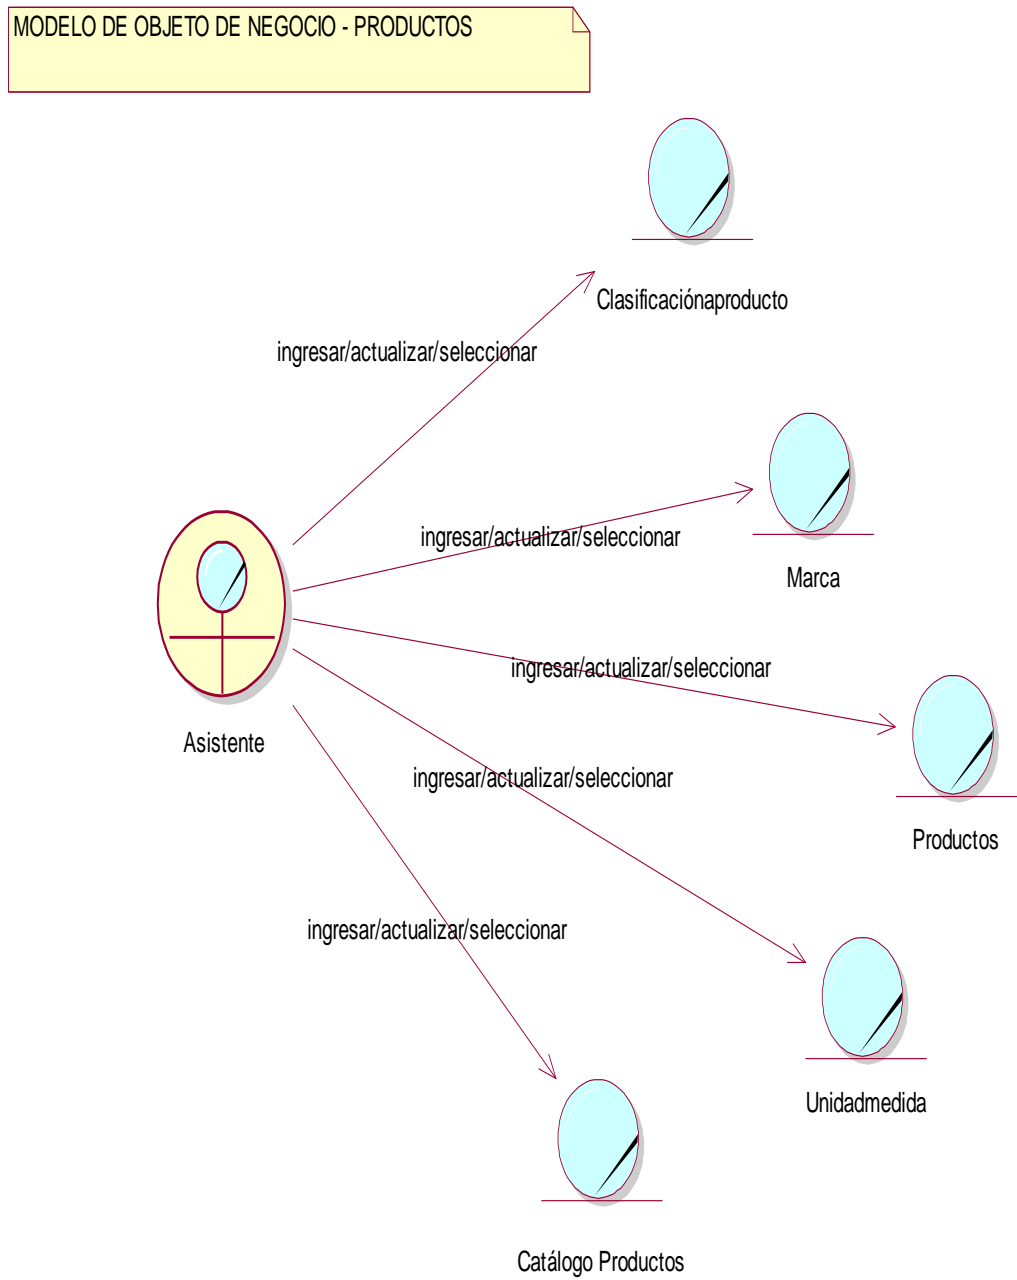 MODELO DE OBJETO DE NEGOCIO - PRODUCTOS
Clasificaciónaproducto
ingresar/actualizar/seleccionar
ingresar/actualizar/seleccionar
Marca
ingresar/actualizar/seleccionar
Asistente
ingresar/actualizar/seleccionar
Productos
ingresar/actualizar/seleccionar
Unidadmedida
Catálogo Productos